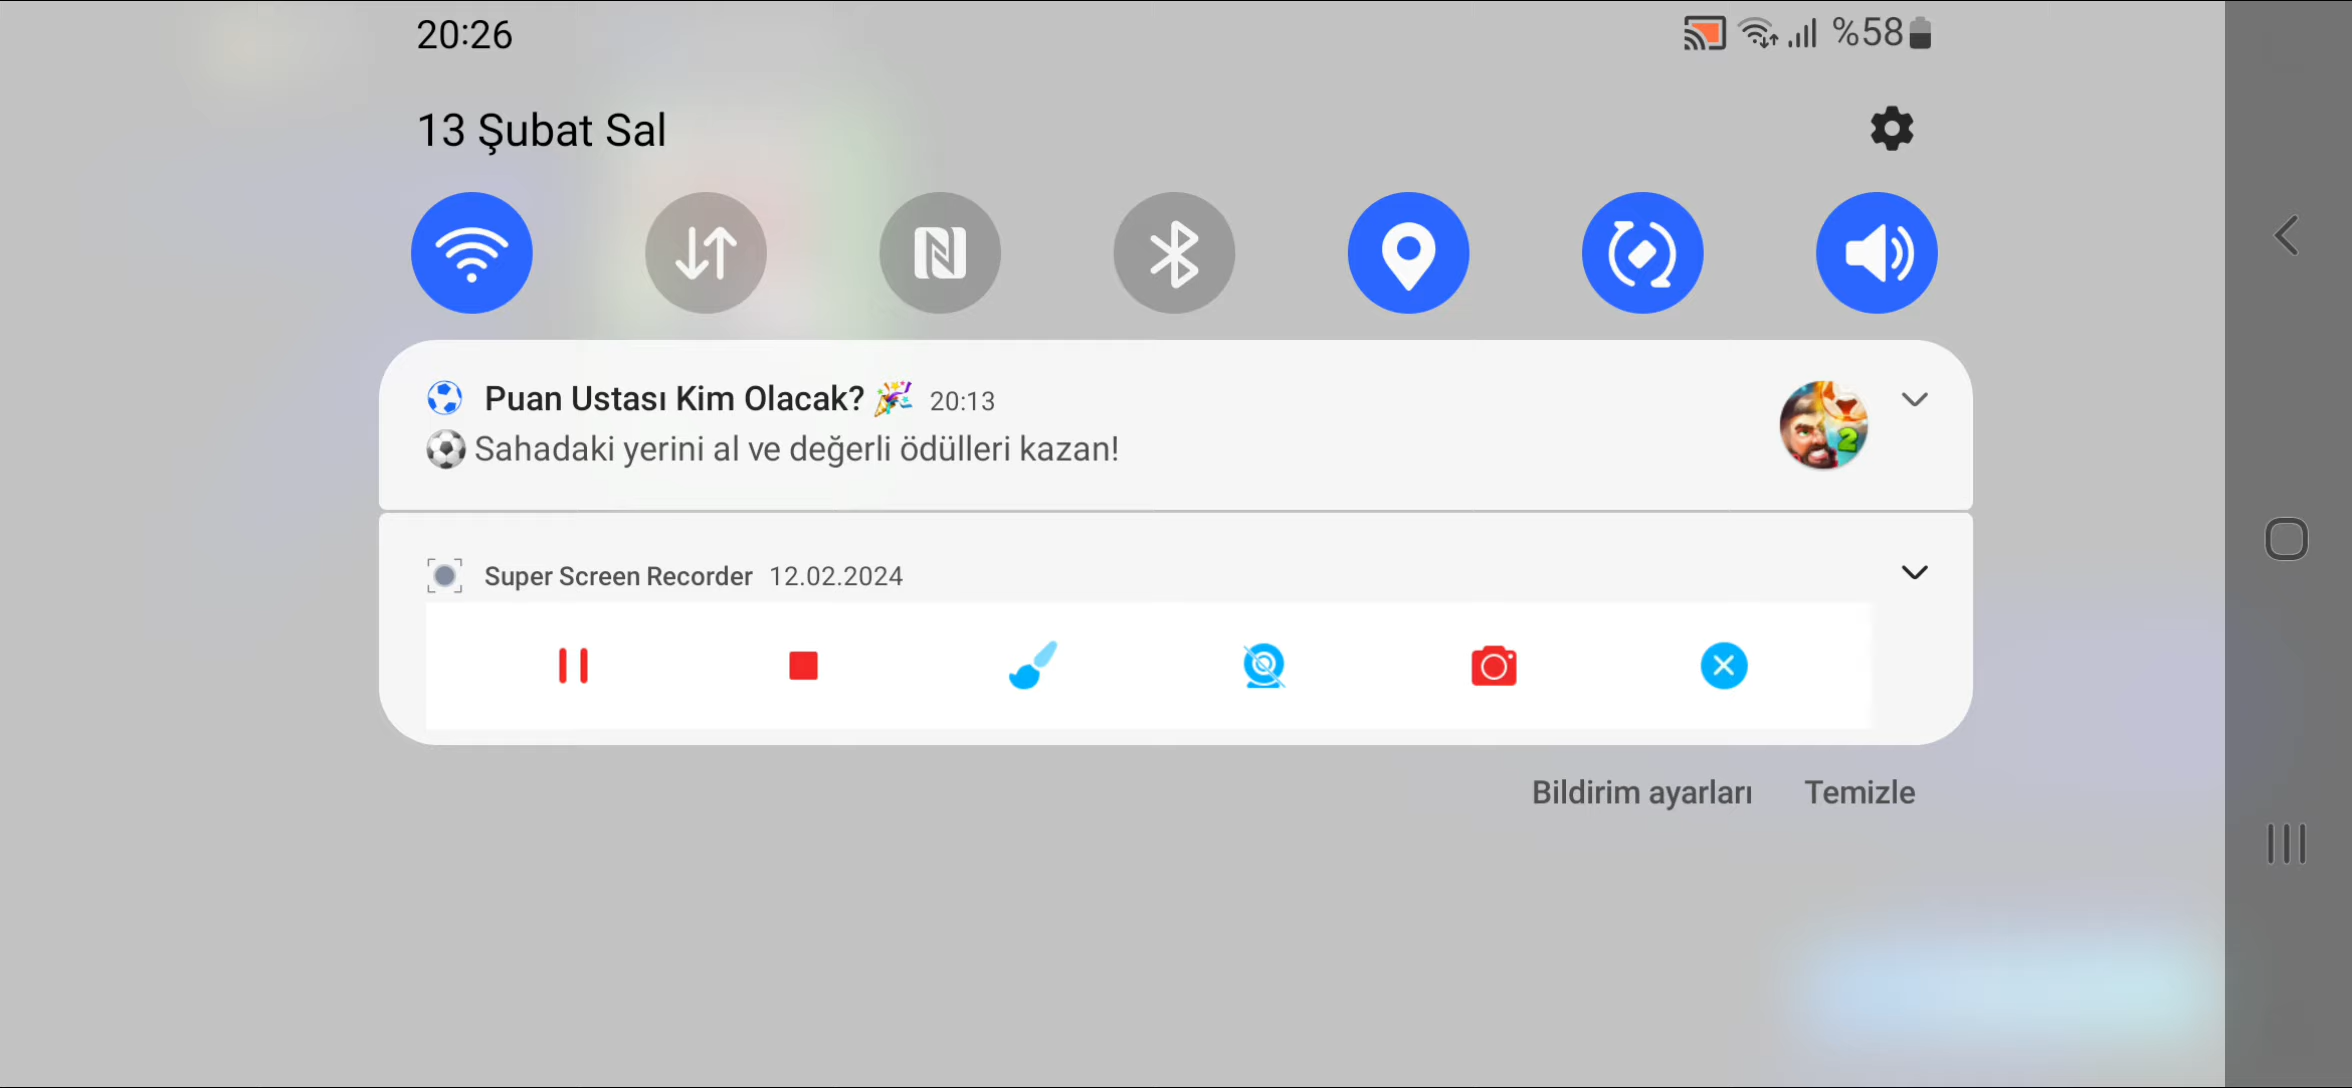 20:26
%58
13 Şubat Sal
Puan Ustası Kim Olacak? 🎉 20:13
⚽ Sahadaki yerini al ve değerli ödülleri kazan!
2
Super Screen Recorder 12.02.2024
Bildirim ayarları Temizle